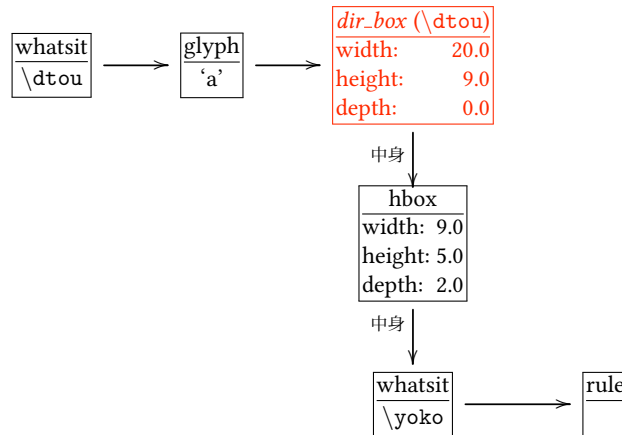 whatsit
\dtou
glyph
‘a’
dir_box (\dtou)
width: 20.0
height: 9.0
depth: 0.0
中身
hbox
width: 9.0
height: 5.0
depth: 2.0
中身
whatsit
\yoko
rule